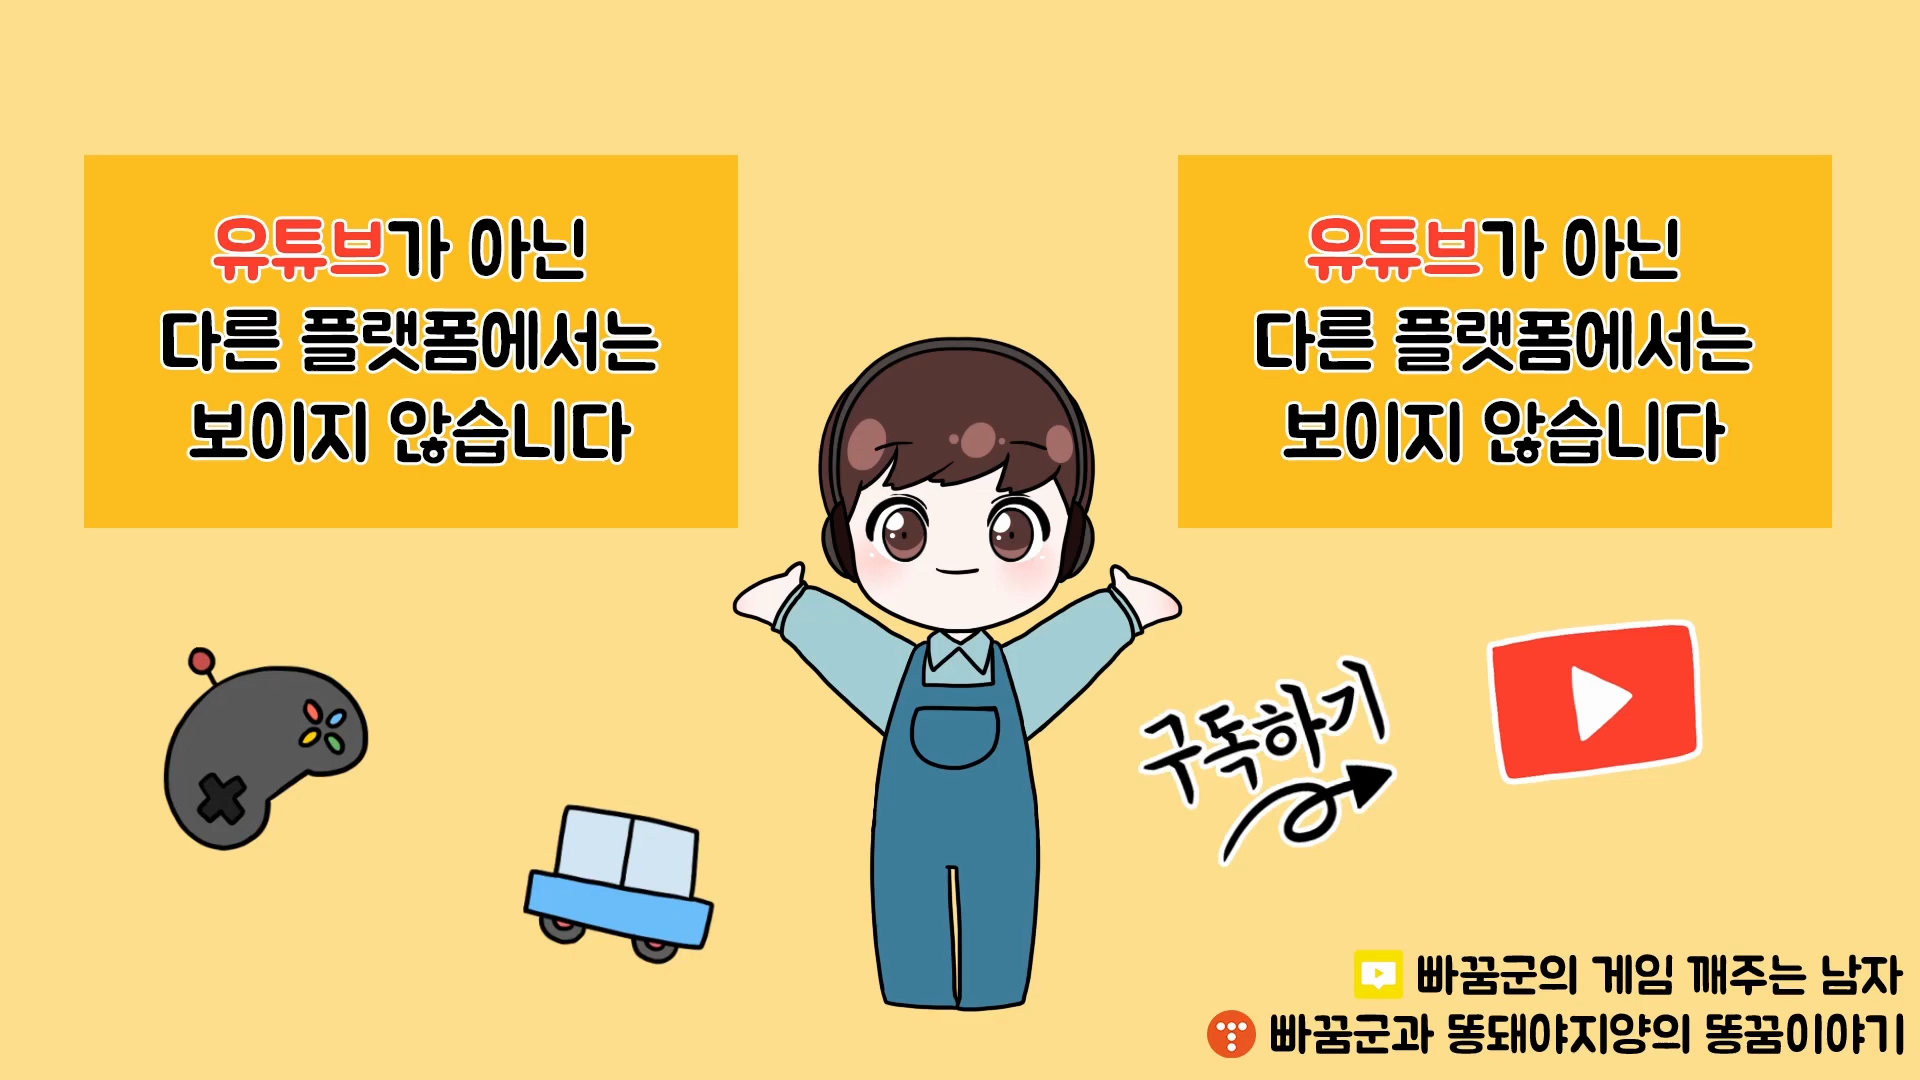 유튜브가 아닌
다른 플랫폼에서는
보이지 않습니다
유튜브가 아닌
다른 플랫폼에서는
보이지 않습니다
구독하기
빠꿈군의 게임 깨주는 남자
빠꿈군과 똥돼야지양의 똥꿈이야기